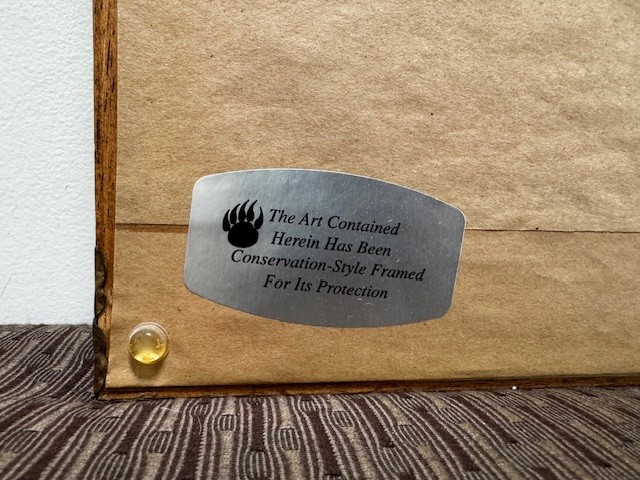 The Art Contained
Herein Has Been
Conservation-Style Framed
For Its Protection